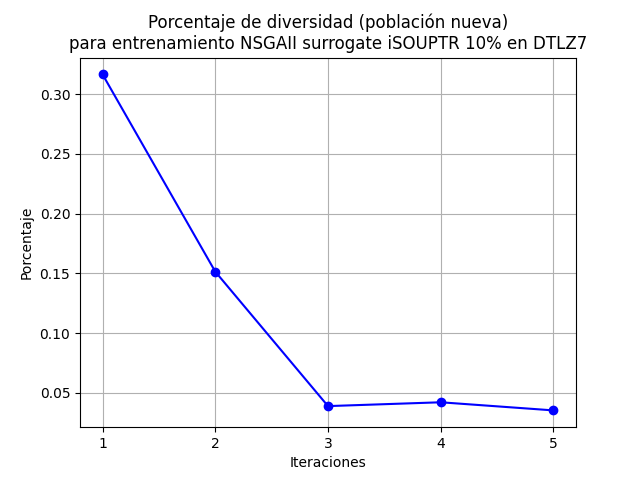 Porcentaje de diversidad (población nueva)
para entrenamiento NSGAII surrogate iSOUPTR 10% en DTLZ7
Porcentaje
0.30
0.25
0.20
0.15
0.10
0.05
1 2 3 4 5
Iteraciones